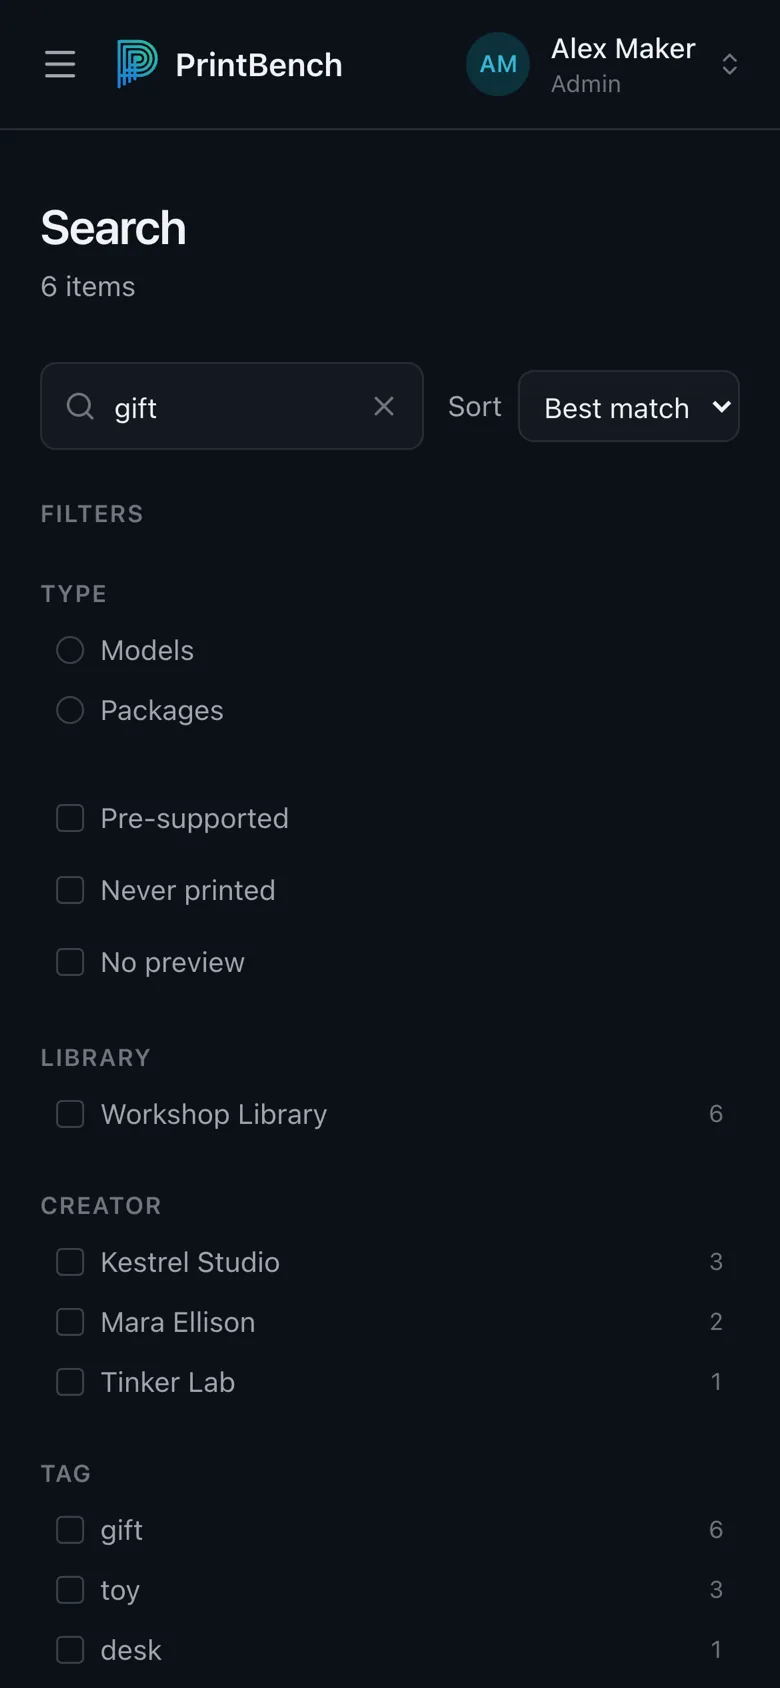 PrintBench
AM
Alex Maker
Admin
Search
6 items
gift
Sort
Best match
FILTERS
TYPE
Models
Packages
Pre-supported
Never printed
No preview
LIBRARY
Workshop Library 6
CREATOR
Kestrel Studio 3
Mara Ellison 2
Tinker Lab 1
TAG
gift 6
toy 3
desk 1